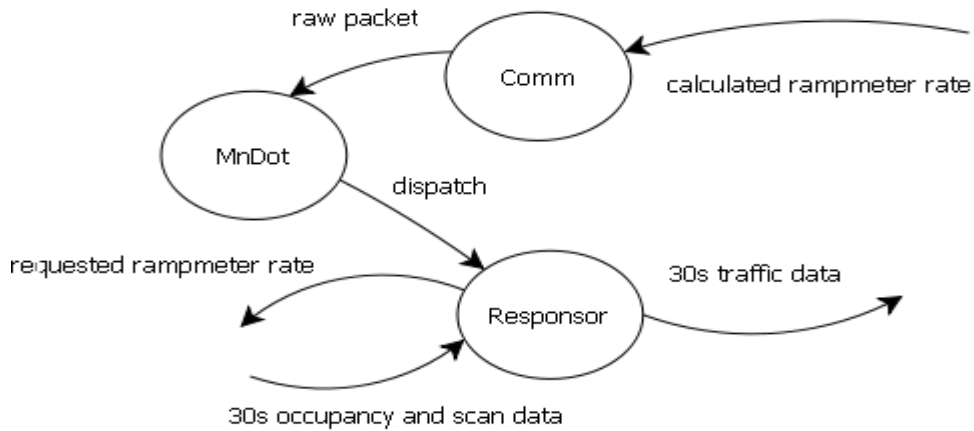 raw packet
Comm
calculated rampmeter rate
MnDot
dispatch
requested rampmeter rate
30s traffic data
Responsor
30s occupancy and scan data